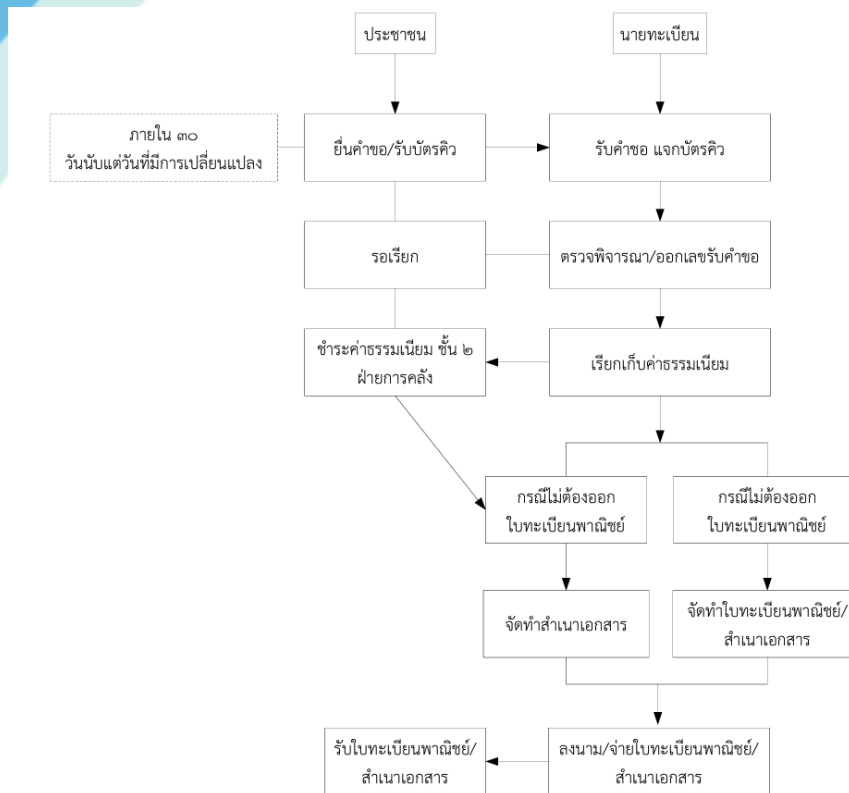 ประชาชน
นายทะเบียน
ภายใน ๓๐
วันนับแต่วันที่มีการเปลี่ยนแปลง
ยื่นคำขอ/รับบัตรคิว
รับคำขอ แจกบัตรคิว
รอเรียก
ตรวจพิจารณา/ออกเลขรับคำขอ
ชำระค่าธรรมเนียม ชั้น ๒
ฝ่ายการคลัง
เรียกเก็บค่าธรรมเนียม
กรณีไม่ต้องออก
ใบทะเบียนพาณิชย์
กรณีไม่ต้องออก
ใบทะเบียนพาณิชย์
จัดทำสำเนาเอกสาร
จัดทำใบทะเบียนพาณิชย์/
สำเนาเอกสาร
รับใบทะเบียนพาณิชย์/
สำเนาเอกสาร
ลงนาม/จ่ายใบทะเบียนพาณิชย์/
สำเนาเอกสาร